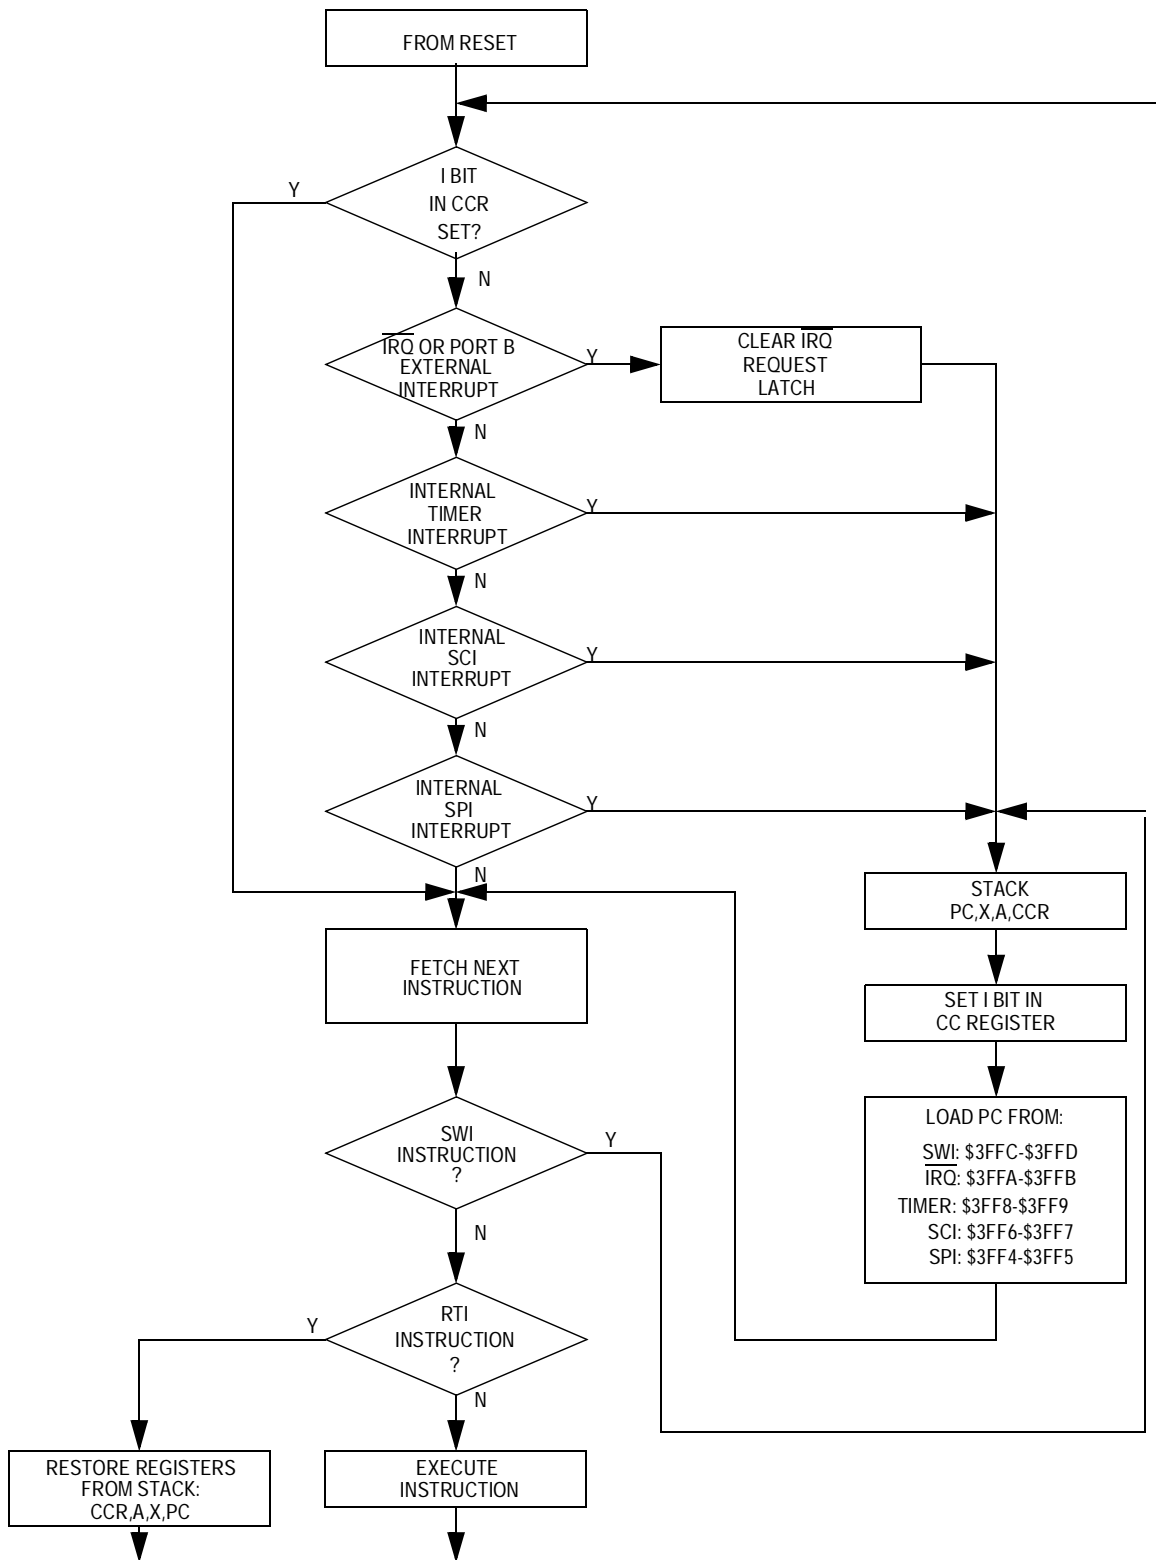 FROM RESET
I BIT
IN CCR
SET?
Y
N
IRQ OR PORT B
EXTERNAL
INTERRUPT
Y
CLEAR IRQ
REQUEST
LATCH
N
INTERNAL
TIMER
INTERRUPT
Y
N
INTERNAL
SCI
INTERRUPT
Y
N
INTERNAL
SPI
INTERRUPT
Y
N
STACK
PC,X,A,CCR
FETCH NEXT
INSTRUCTION
SET I BIT IN
CC REGISTER
LOAD PC FROM:
SWI: $3FFC-$3FFD
IRQ: $3FFA-$3FFB
TIMER: $3FF8-$3FF9
SCI: $3FF6-$3FF7
SPI: $3FF4-$3FF5
SWI
INSTRUCTION
?
Y
N
RTI
INSTRUCTION
?
Y
N
RESTORE REGISTERS
FROM STACK:
CCR,A,X,PC
EXECUTE
INSTRUCTION